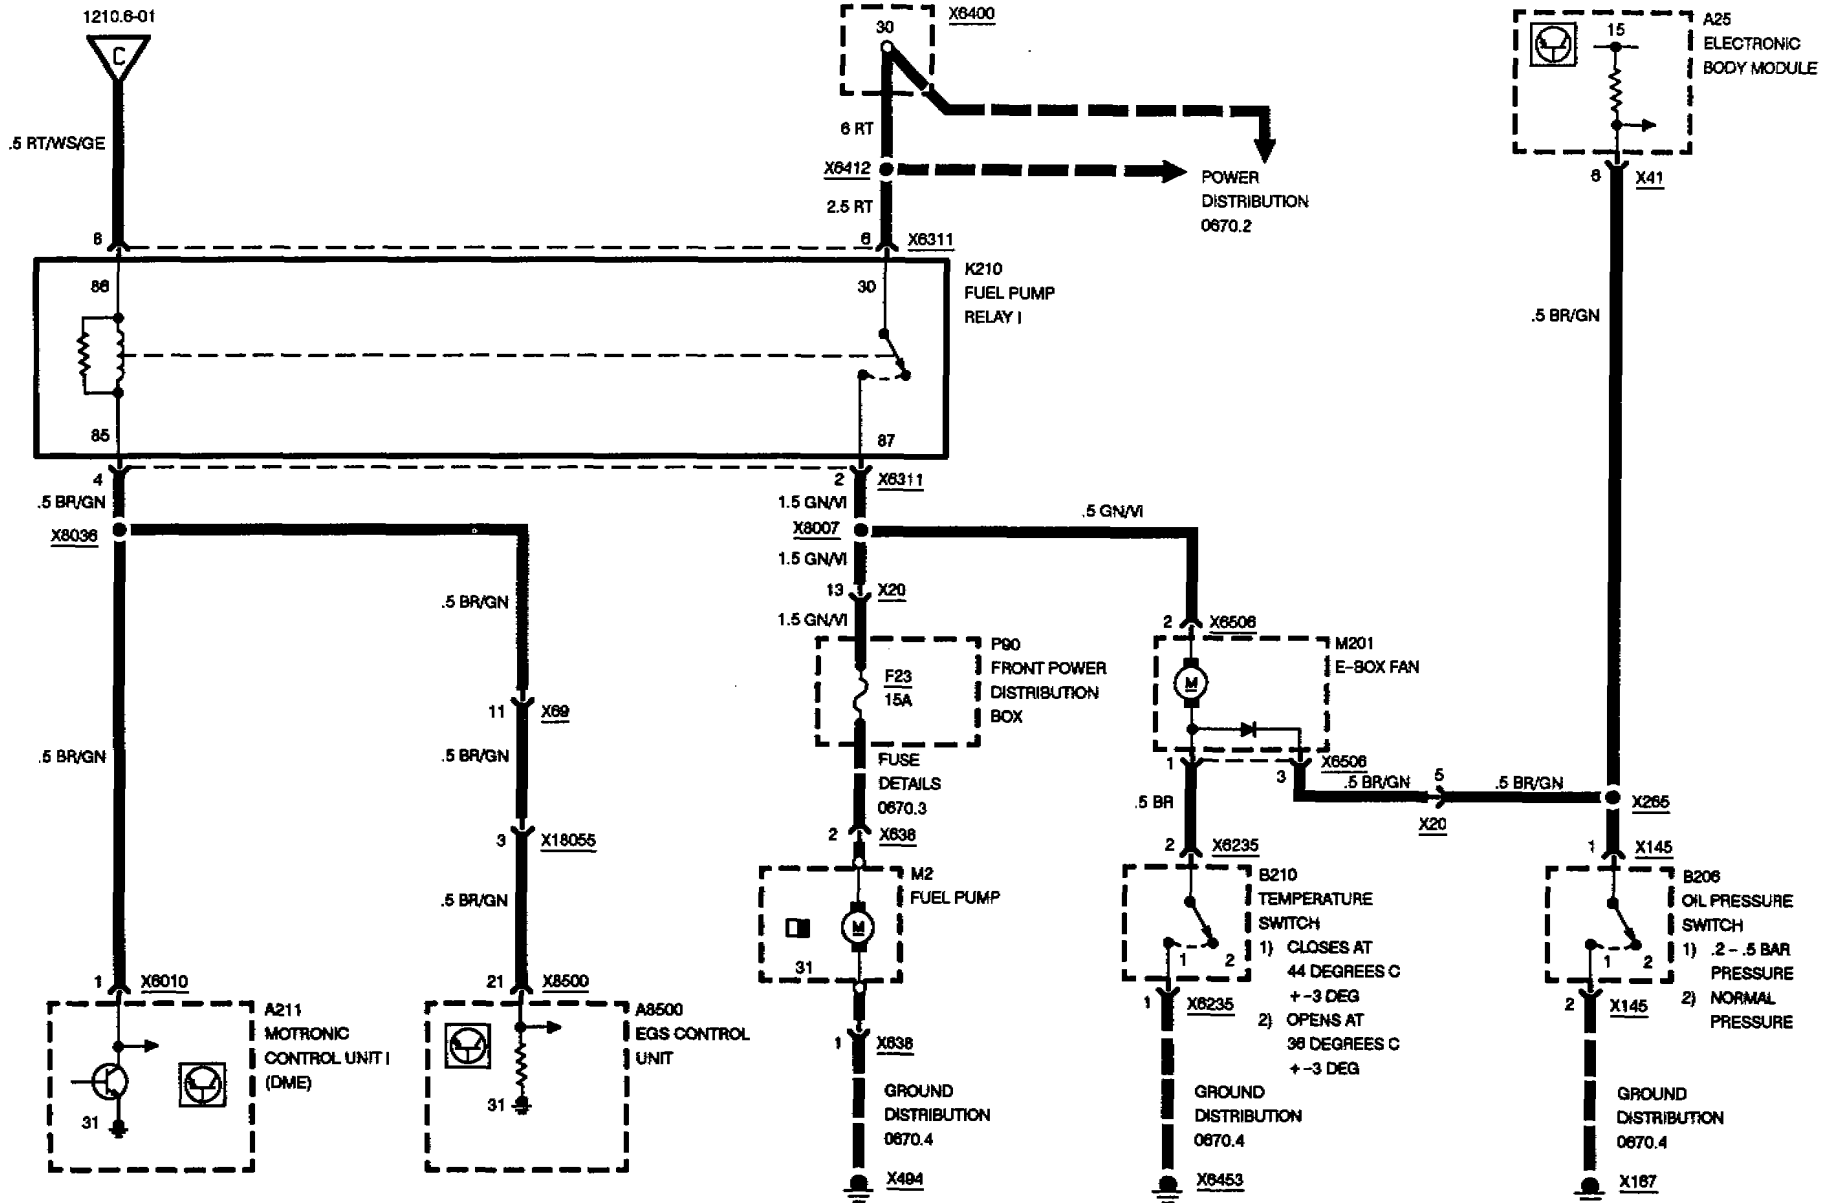 1210.6-01
C
.5 RT/WS/GE
8
86
85
4
.5 BR/GN
X8036
.5 BR/GN
1
X6010
A211
MOTRONIC
CONTROL UNIT I
(DME)
31
.5 BR/GN
11
X69
.5 BR/GN
3
X18055
.5 BR/GN
21
X8500
A8500
EGS CONTROL
UNIT
31
X6400
30
6 RT
X6412
2.5 RT
POWER
DISTRIBUTION
0670.2
6
X6311
K210
FUEL PUMP
RELAY I
30
87
2
X6311
1.5 GN/VI
X8007
.5 GN/VI
1.5 GN/VI
13
X20
1.5 GN/VI
P90
FRONT POWER
DISTRIBUTION
BOX
F23
15A
FUSE
DETAILS
0670.3
2
X638
M2
FUEL PUMP
M
31
1
X638
GROUND
DISTRIBUTION
0670.4
X494
2
X6506
M201
E-BOX FAN
M
1
3
X6506
.5 BR
.5 BR/GN
5
X20
.5 BR/GN
X265
2
X6235
B210
TEMPERATURE
SWITCH
1) CLOSES AT
44 DEGREES C
+-3 DEG
2) OPENS AT
36 DEGREES C
+-3 DEG
1
2
1
X6235
GROUND
DISTRIBUTION
0670.4
X6453
A25
ELECTRONIC
BODY MODULE
15
8
X41
.5 BR/GN
1
X145
B206
OIL PRESSURE
SWITCH
1) .2 - .5 BAR
PRESSURE
2) NORMAL
PRESSURE
1
2
2
X145
GROUND
DISTRIBUTION
0670.4
X167